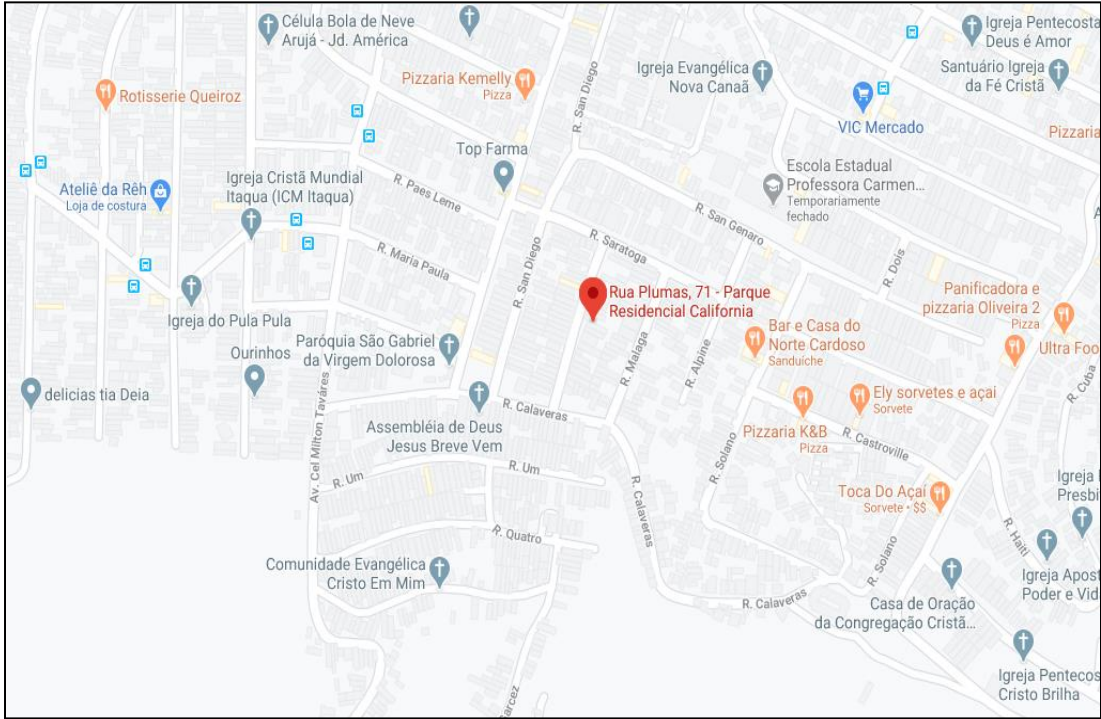 Célula Bola de Neve
Arujá - Jd. América
Igreja Pentecosta
Deus é Amor
Pizzaria Kemelly
Pizza
Igreja Evangélica
Nova Canaã
Santuário Igreja
da Fé Cristã
Rotisserie Queiroz
R. San Diego
VIC Mercado
Pizzaria
Top Farma
Igreja Cristã Mundial
Itaqua (ICM Itaqua)
R. Paes Leme
Escola Estadual
Professora Carmen...
Temporariamente
fechado
Ateliê da Rêh
Loja de costura
A
R. San Genaro
R. Saratoga
R. Maria Paula
R. San Diego
R. Dois
Rua Plumas, 71 - Parque
Residencial California
Panificadora e
pizzaria Oliveira 2
Pizza
Igreja do Pula Pula
Bar e Casa do
Norte Cardoso
Sanduíche
Paróquia São Gabriel
da Virgem Dolorosa
Ourinhos
R. Malaga
R. Alpine
Ultra Foo
R. Cuba
delicias tia Deia
Av. Cel Milton Taváres
R. Calaveras
Ely sorvetes e açai
Sorvete
Assembléia de Deus
Jesus Breve Vem
Pizzaria K&B
Pizza
R. Castroville
R. Solano
R. Um
R. Um
R. Calaveras
Toca Do Açaí
Sorvete • $$
Igreja
Presbi
R. Quatro
R. Haiti
R. Solano
Comunidade Evangélica
Cristo Em Mim
Igreja Apost
Poder e Vid
R. Calaveras
Casa de Oração
da Congregação Cristã...
Igreja Pentecos
Cristo Brilha
arcez